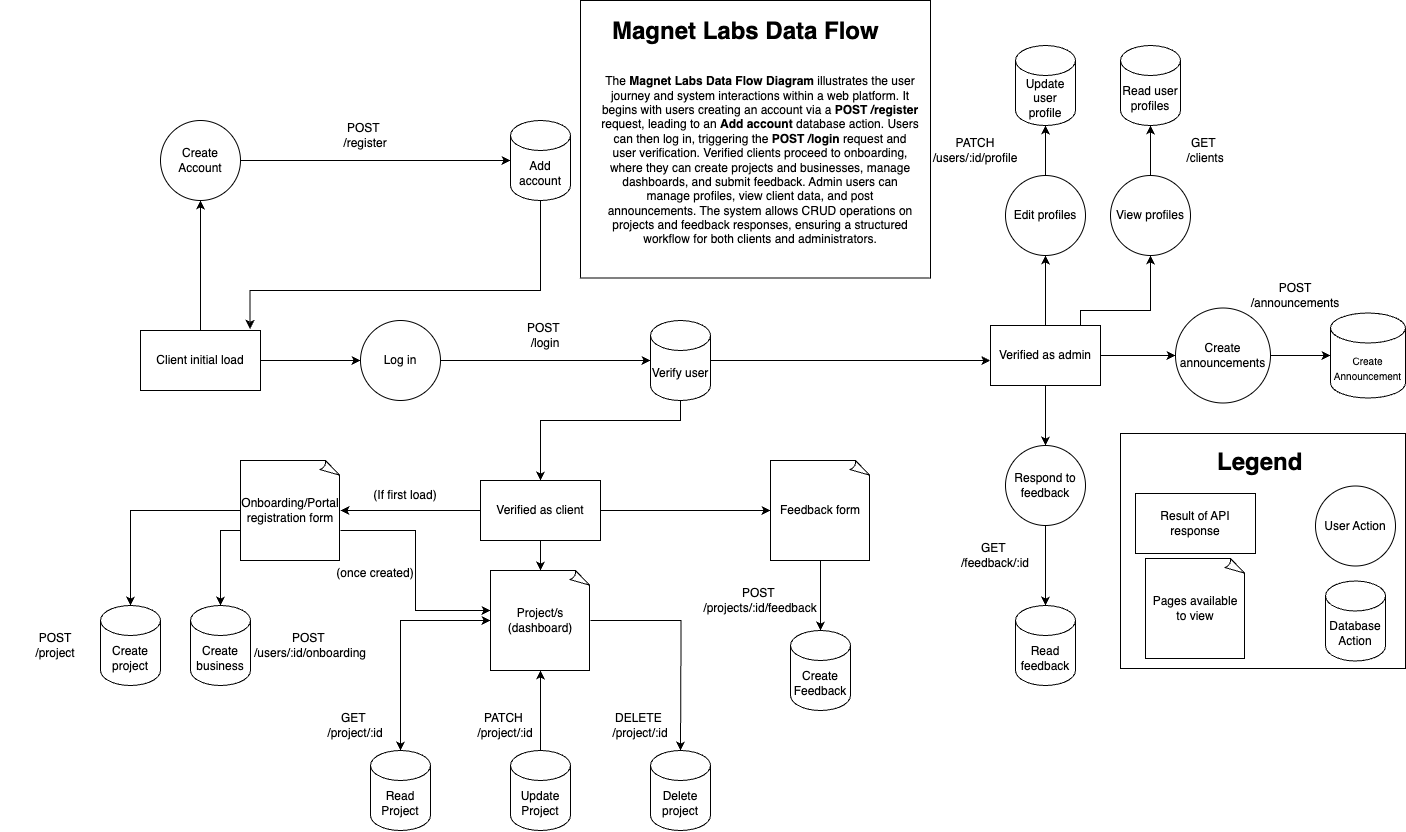 Magnet Labs Data Flow
The Magnet Labs Data Flow Diagram illustrates the user
journey and system interactions within a web platform. It
begins with users creating an account via a POST /register
request, leading to an Add account database action. Users
can then log in, triggering the POST /login request and
user verification. Verified clients proceed to onboarding,
where they can create projects and businesses, manage
dashboards, and submit feedback. Admin users can
manage profiles, view client data, and post
announcements. The system allows CRUD operations on
projects and feedback responses, ensuring a structured
workflow for both clients and administrators.
Create
Account
POST
/register
Add
account
Update
user
profile
Read user
profiles
PATCH
/users/:id/profile
GET
/clients
Edit profiles
View profiles
Client initial load
Log in
POST
/login
Verify user
Verified as admin
Create
announcements
POST
/announcements
Create
Announcement
Onboarding/Portal
registration form
(If first load)
Verified as client
Feedback form
Respond to
feedback
(once created)
Project/s
(dashboard)
POST
/projects/:id/feedback
GET
/feedback/:id
POST
/project
Create
project
Create
business
POST
/users/:id/onboarding
Create
Feedback
Read
feedback
GET
/project/:id
PATCH
/project/:id
DELETE
/project/:id
Read
Project
Update
Project
Delete
project
Legend
Result of API
response
User Action
Pages available
to view
Database
Action